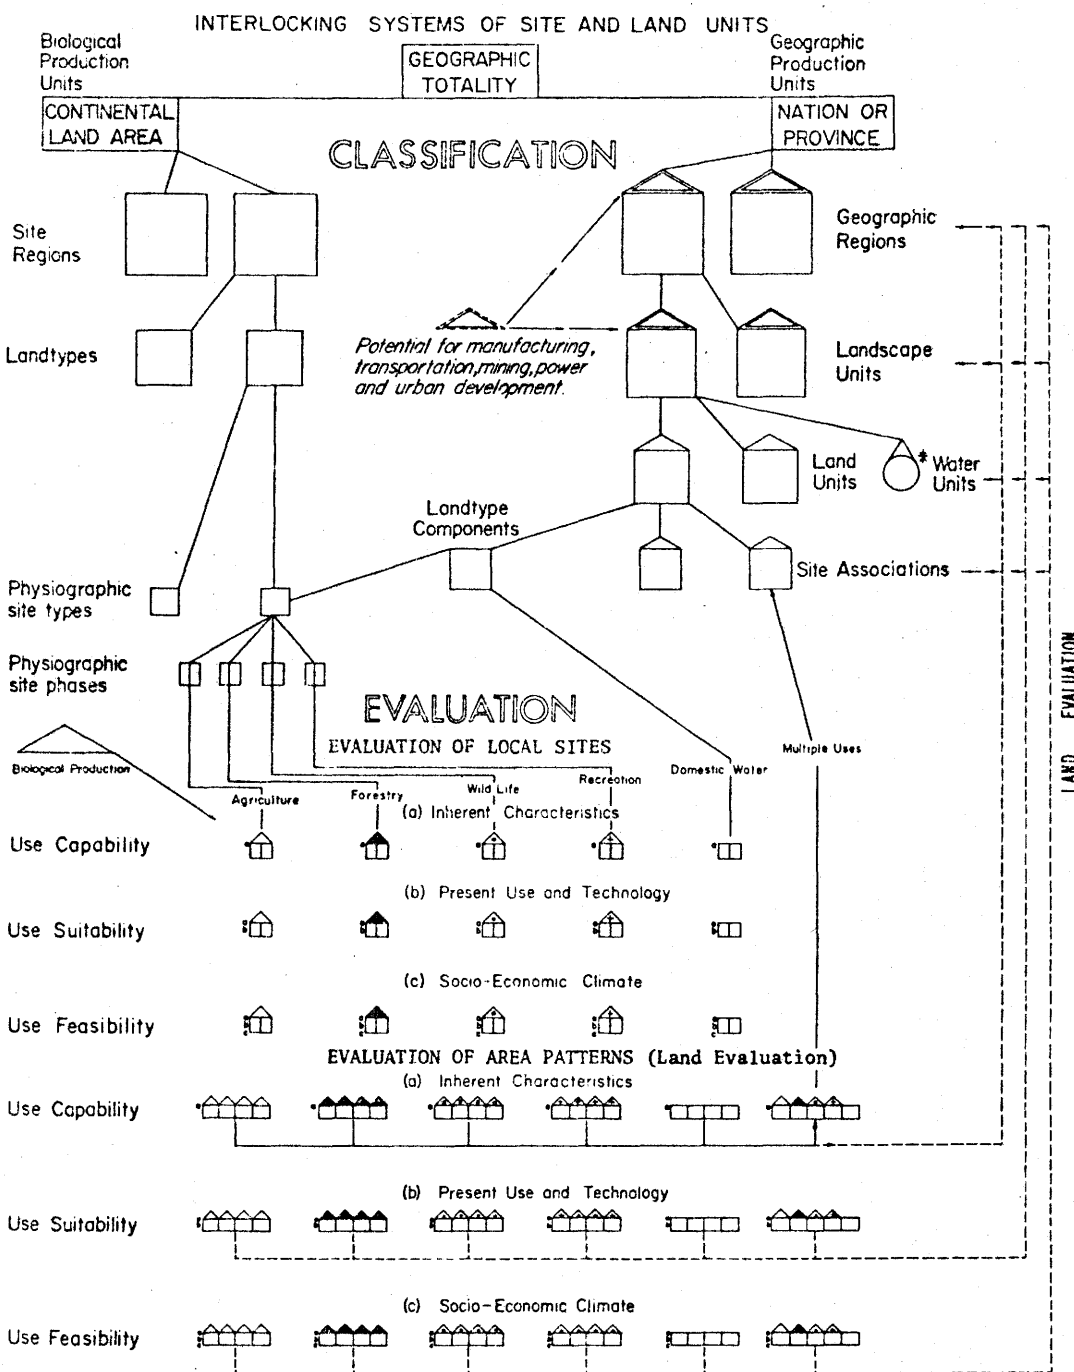 INTERLOCKING SYSTEMS OF SITE AND LAND UNITS
Biological
Production
Units
GEOGRAPHIC
TOTALITY
Geographic
Production
Units
CONTINENTAL
LAND AREA
NATION OR
PROVINCE
CLASSIFICATION
Site
Regions
Geographic
Regions
Landtypes
Potential for manufacturing,
transportation,mining,power
and urban development.
Landscape
Units
Land
Units
* Water
Units
Landtype
Components
Physiographic
site types
Site Associations
Physiographic
site phases
EVALUATION
EVALUATION OF LOCAL SITES
Biological Production
Agriculture
Forestry
Wild Life
Recreation
Domestic Water
Multiple Uses
LAND EVALUATION
(a) Inherent Characteristics
Use Capability
(b) Present Use and Technology
Use Suitability
(c) Socio-Economic Climate
Use Feasibility
EVALUATION OF AREA PATTERNS (Land Evaluation)
(a) Inherent Characteristics
Use Capability
(b) Present Use and Technology
Use Suitability
(c) Socio-Economic Climate
Use Feasibility